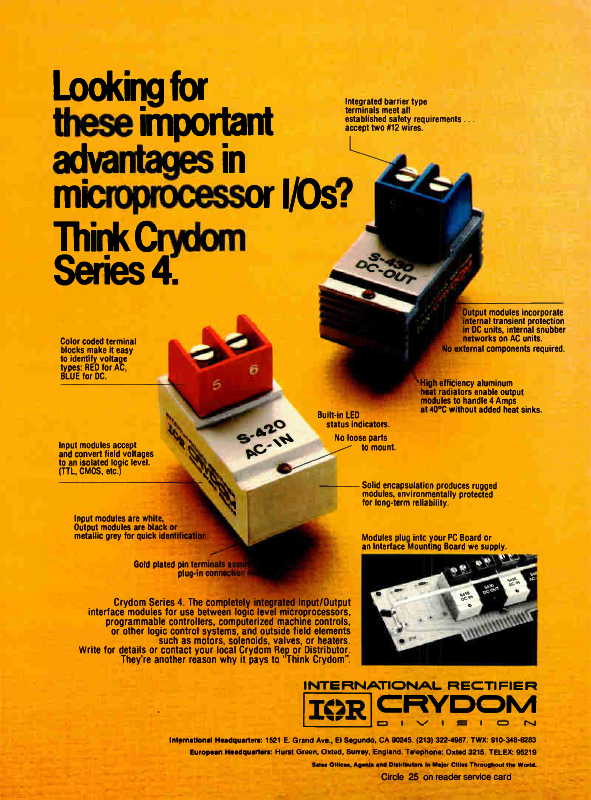 Looking for
these important
advantages in
microprocessor I/Os?
Think Crydom
Series 4.
Integrated barrier type
terminals meet all
established safety requirements . . .
accept two #12 wires.
S-430
DC-OUT
Output modules incorporate
internal transient protection
in DC units, internal snubber
networks on AC units.
No external components required.
Color coded terminal
blocks make it easy
to identify voltage
types: RED for AC,
BLUE for DC.
High efficiency aluminum
heat radiators enable output
modules to handle 4 Amps
at 40°C without added heat sinks.
5 6
Built-in LED
status indicators.
S-420
AC-IN
IOR CRYDOM
No loose parts
to mount.
Input modules accept
and convert field voltages
to an isolated logic level.
(TTL, CMOS, etc.)
Solid encapsulation produces rugged
modules, environmentally protected
for long-term reliability.
Input modules are white,
Output modules are black or
metallic grey for quick identification.
Modules plug into your PC Board or
an Interface Mounting Board we supply.
Gold plated pin terminals
plug-in connection
Crydom Series 4. The completely integrated Input/Output
interface modules for use between logic level microprocessors,
programmable controllers, computerized machine controls,
or other logic control systems, and outside field elements
such as motors, solenoids, valves, or heaters.
Write for details or contact your local Crydom Rep or Distributor.
They're another reason why it pays to "Think Crydom".
INTERNATIONAL RECTIFIER
IOR CRYDOM
DIVISION
International Headquarters: 1521 E. Grand Ave., El Segundo, CA 90245. (213) 322-4987. TWX: 910-348-6283
European Headquarters: Hurst Green, Oxted, Surrey, England. Telephone: Oxted 3215. TELEX: 95219
Sales Offices, Agents and Distributors in Major Cities Throughout the World.
Circle 25 on reader service card